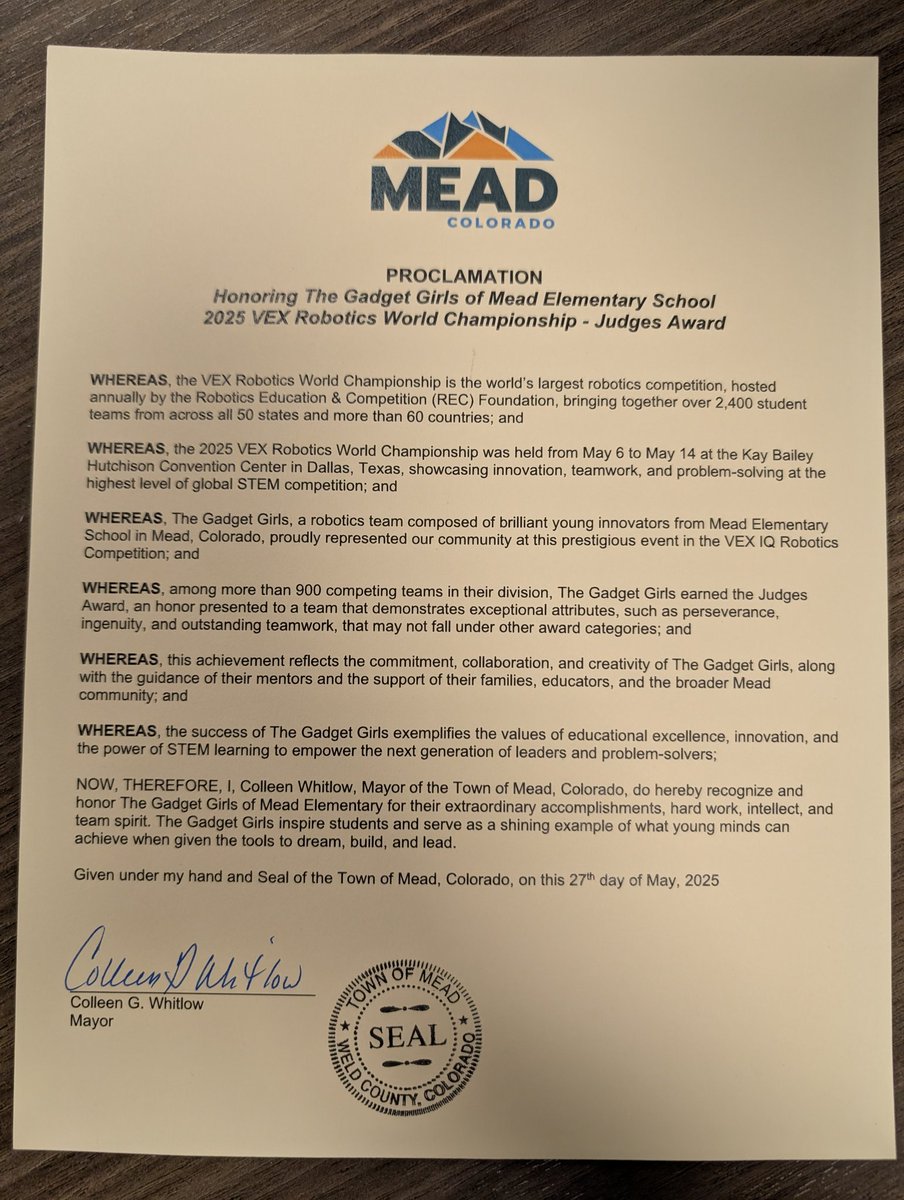 MEAD
COLORADO
PROCLAMATION
Honoring The Gadget Girls of Mead Elementary School
2025 VEX Robotics World Championship - Judges Award
WHEREAS, the VEX Robotics World Championship is the world's largest robotics competition, hosted
annually by the Robotics Education & Competition (REC) Foundation, bringing together over 2,400 student
teams from across all 50 states and more than 60 countries; and
WHEREAS, the 2025 VEX Robotics World Championship was held from May 6 to May 14 at the Kay Bailey
Hutchison Convention Center in Dallas, Texas, showcasing innovation, teamwork, and problem-solving at the
highest level of global STEM competition; and
WHEREAS, The Gadget Girls, a robotics team composed of brilliant young innovators from Mead Elementary
School in Mead, Colorado, proudly represented our community at this prestigious event in the VEX IQ Robotics
Competition; and
WHEREAS, among more than 900 competing teams in their division, The Gadget Girls earned the Judges
Award, an honor presented to a team that demonstrates exceptional attributes, such as perseverance,
ingenuity, and outstanding teamwork, that may not fall under other award categories; and
WHEREAS, this achievement reflects the commitment, collaboration, and creativity of The Gadget Girls, along
with the guidance of their mentors and the support of their families, educators, and the broader Mead
community; and
WHEREAS, the success of The Gadget Girls exemplifies the values of educational excellence, innovation, and
the power of STEM learning to empower the next generation of leaders and problem-solvers;
NOW, THEREFORE, I, Colleen Whitlow, Mayor of the Town of Mead, Colorado, do hereby recognize and
honor The Gadget Girls of Mead Elementary for their extraordinary accomplishments, hard work, intellect, and
team spirit. The Gadget Girls inspire students and serve as a shining example of what young minds can
achieve when given the tools to dream, build, and lead.
Given under my hand and Seal of the Town of Mead, Colorado, on this 27th day of May, 2025
Colleen G Whitlow
Colleen G. Whitlow
Mayor
TOWN OF MEAD
SEAL
WELD COUNTY, COLORADO